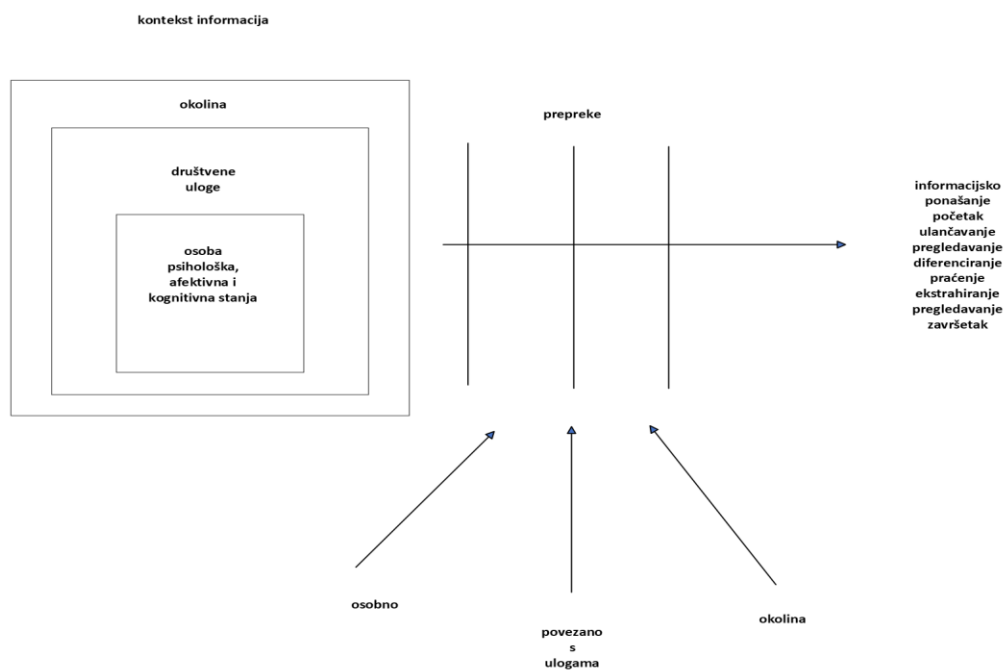 kontekst informacija
okolina
društvene
uloge
osoba
psihološka,
afektivna i
kognitivna stanja
prepreke
informacijsko
ponašanje
početak
ulančavanje
pregledavanje
diferenciranje
praćenje
ekstrahiranje
pregledavanje
završetak
osobno
povezano
s
ulogama
okolina